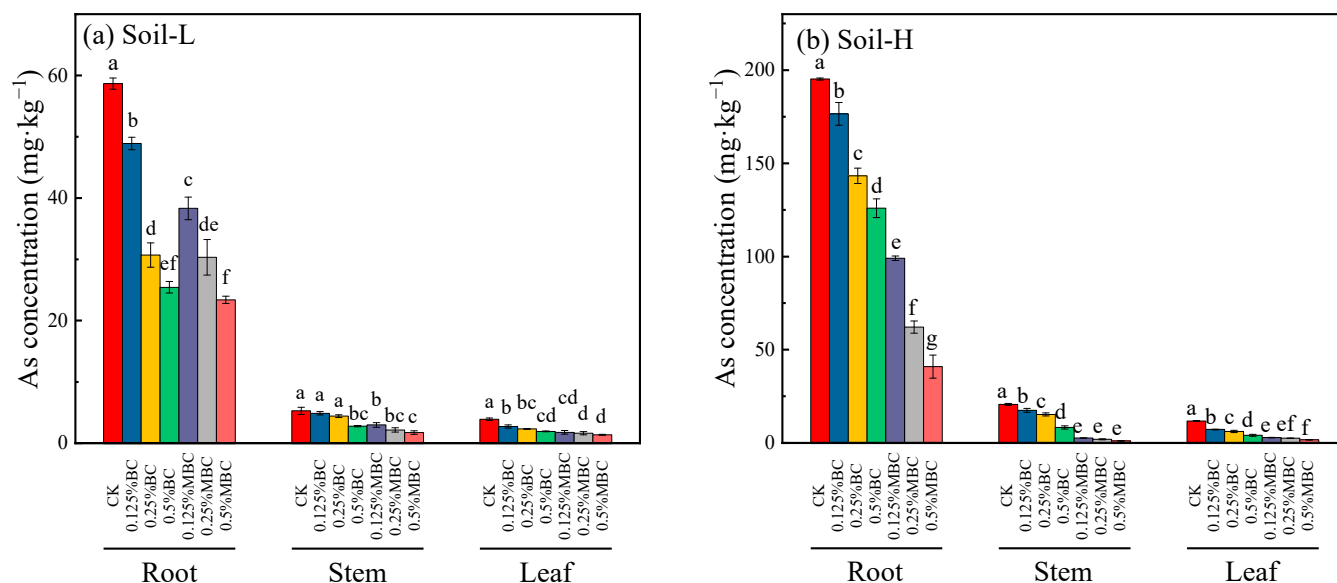 (a) Soil-L
As concentration (mg·kg⁻¹)
60
40
20
0
a
b
d
ef
c
de
f
a
a
a
bc
b
bc
c
a
b
bc
cd
cd
d
d
CK
0.125%BC
0.25%BC
0.5%BC
0.125%MBC
0.25%MBC
0.5%MBC
CK
0.125%BC
0.25%BC
0.5%BC
0.125%MBC
0.25%MBC
0.5%MBC
CK
0.125%BC
0.25%BC
0.5%BC
0.125%MBC
0.25%MBC
0.5%MBC
Root Stem Leaf
(b) Soil-H
As concentration (mg·kg⁻¹)
200
150
100
50
0
a
b
c
d
e
f
g
a
b
c
d
e
e
e
a
b
c
d
e
ef
f
CK
0.125%BC
0.25%BC
0.5%BC
0.125%MBC
0.25%MBC
0.5%MBC
CK
0.125%BC
0.25%BC
0.5%BC
0.125%MBC
0.25%MBC
0.5%MBC
CK
0.125%BC
0.25%BC
0.5%BC
0.125%MBC
0.25%MBC
0.5%MBC
Root Stem Leaf